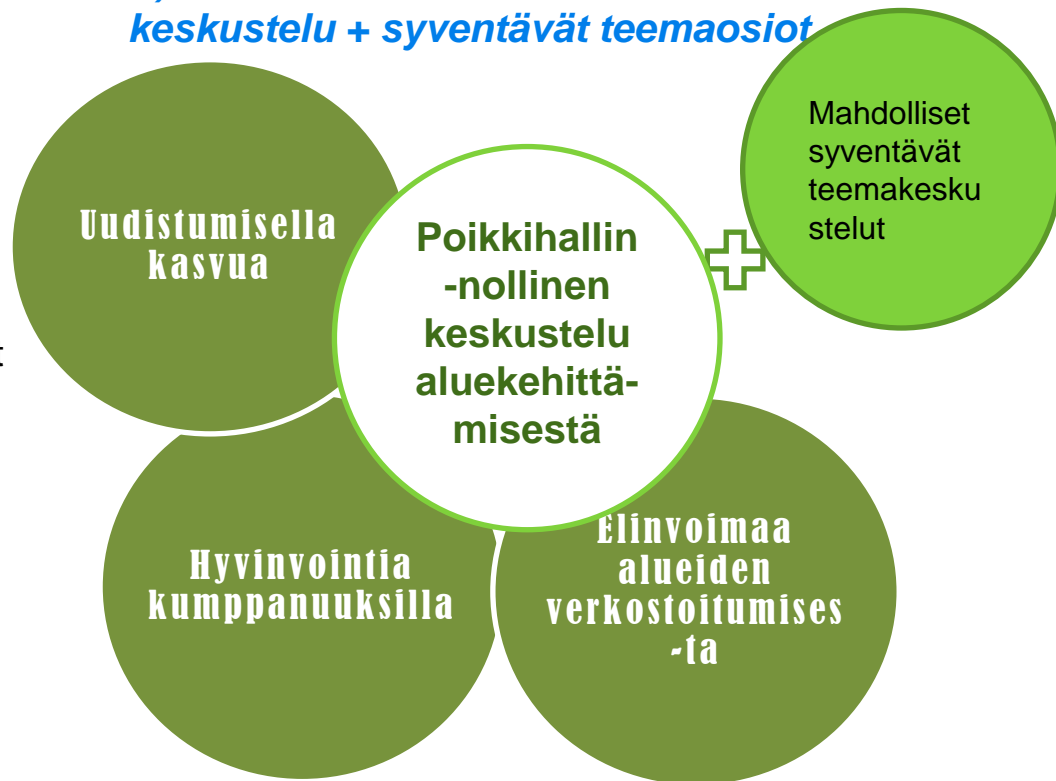 keskustelu + syventävät teemaosiot
Mahdolliset
syventävät
teemakesku
stelut
Uudistumisella
kasvua
Poikkihallin
-nollinen
keskustelu
aluekehittä-
misestä
Hyvinvointia
kumppanuuksilla
Elinvoimaa
alueiden
verkostoitumises
-ta